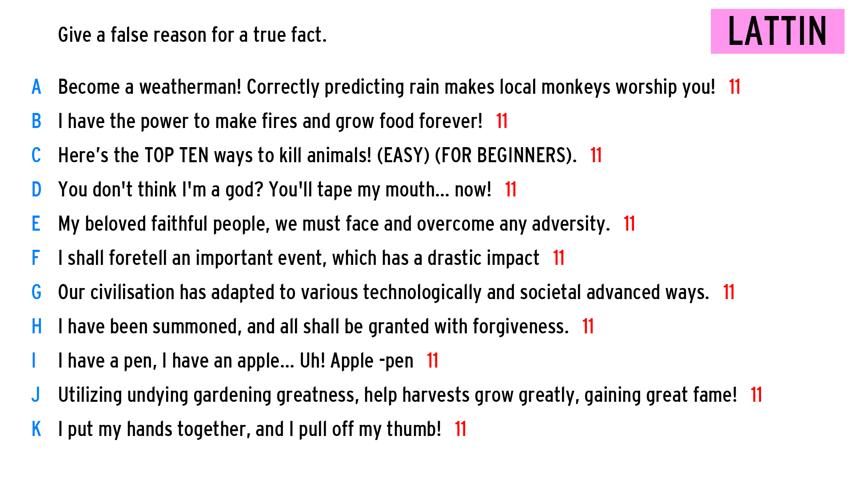 Give a false reason for a true fact.
LATTIN
A Become a weatherman! Correctly predicting rain makes local monkeys worship you! 11
B I have the power to make fires and grow food forever! 11
C Here's the TOP TEN ways to kill animals! (EASY) (FOR BEGINNERS). 11
D You don't think I'm a god? You'll tape my mouth... now! 11
E My beloved faithful people, we must face and overcome any adversity. 11
F I shall foretell an important event, which has a drastic impact 11
G Our civilisation has adapted to various technologically and societal advanced ways. 11
H I have been summoned, and all shall be granted with forgiveness. 11
I I have a pen, I have an apple... Uh! Apple -pen 11
J Utilizing undying gardening greatness, help harvests grow greatly, gaining great fame! 11
K I put my hands together, and I pull off my thumb! 11